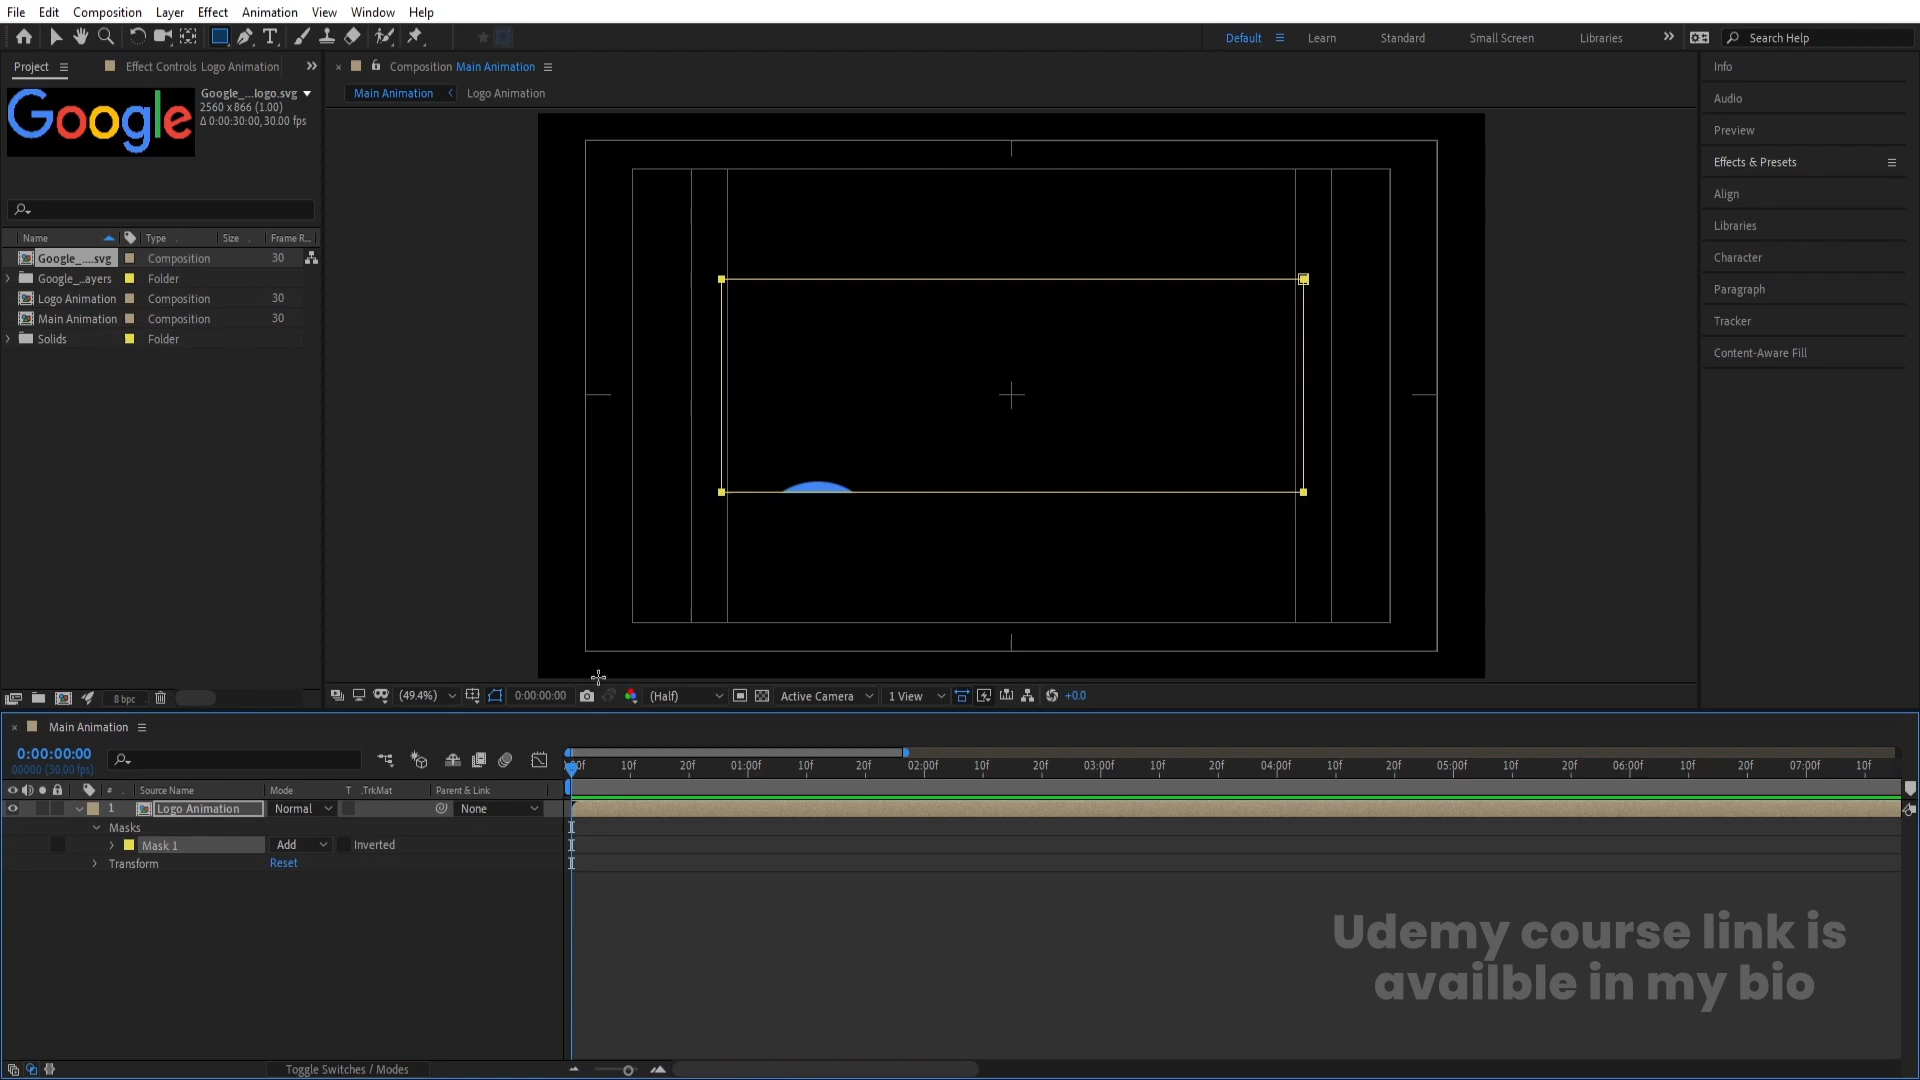 File Edit Composition Layer Effect Animation View Window Help
Default Learn Standard Small Screen Libraries Search Help
Project Effect Controls Logo Animation
Composition Main Animation
Main Animation Logo Animation
Google
Google_...logo.svg
2560 x 866 (1.00)
Δ 0:00:30:00, 30.00 fps
Name Type Size Frame R...
Google_....svg Composition 30
Google_...ayers Folder
Logo Animation Composition 30
Main Animation Composition 30
Solids Folder
8 bpc
(49.4%) 0:00:00:00 (Half) Active Camera 1 View +0.0
Info
Audio
Preview
Effects & Presets
Align
Libraries
Character
Paragraph
Tracker
Content-Aware Fill
Main Animation
0:00:00:00
00000 (30.00 fps)
:00f 10f 20f 01:00f 10f 20f 02:00f 10f 20f 03:00f 10f 20f 04:00f 10f 20f 05:00f 10f 20f 06:00f 10f 20f 07:00f 10f
# Source Name Mode T .TrkMat Parent & Link
1 Logo Animation Normal None
Masks
Mask 1 Add Inverted
Transform Reset
Toggle Switches / Modes
Udemy course link is
availble in my bio